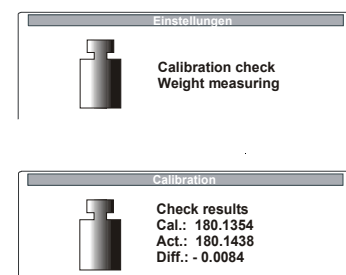 Einstellungen
Calibration check
Weight measuring
Calibration
Check results
Cal.: 180.1354
Act.: 180.1438
Diff.: - 0.0084